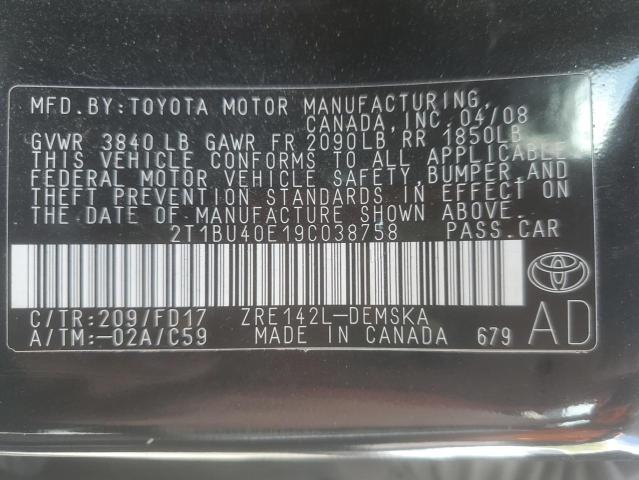 MFD.BY:TOYOTA MOTOR MANUFACTURING,
CANADA,INC. 04/08
GVWR 3840 LB GAWR FR 2090LB RR 1850LB
THIS VEHICLE CONFORMS TO ALL APPLICABLE
FEDERAL MOTOR VEHICLE SAFETY, BUMPER, AND
THEFT PREVENTION STANDARDS IN EFFECT ON
THE DATE OF MANUFACTURE SHOWN ABOVE.
2T1BU40E19C038758 PASS.CAR
C/TR:209/FD17 ZRE142L-DEMSKA
A/TM:-02A/C59 MADE IN CANADA 679
AD